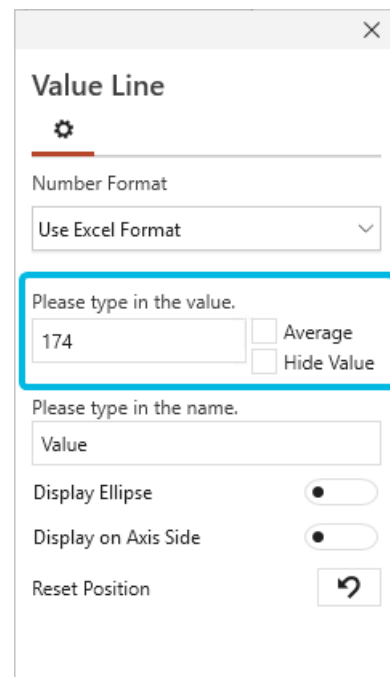 Value Line
Number Format
Use Excel Format
Please type in the value.
174
Average
Hide Value
Please type in the name.
Value
Display Ellipse
Display on Axis Side
Reset Position